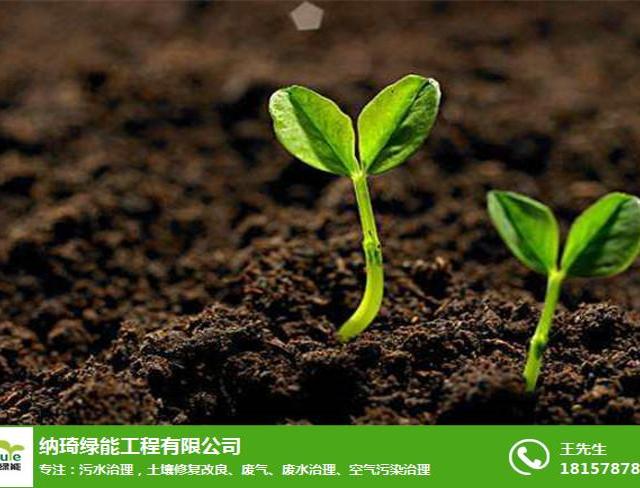 纳琦绿能工程有限公司
专注：污水治理，土壤修复改良、废气、废水治理、空气污染治理
王先生
18157878
绿能